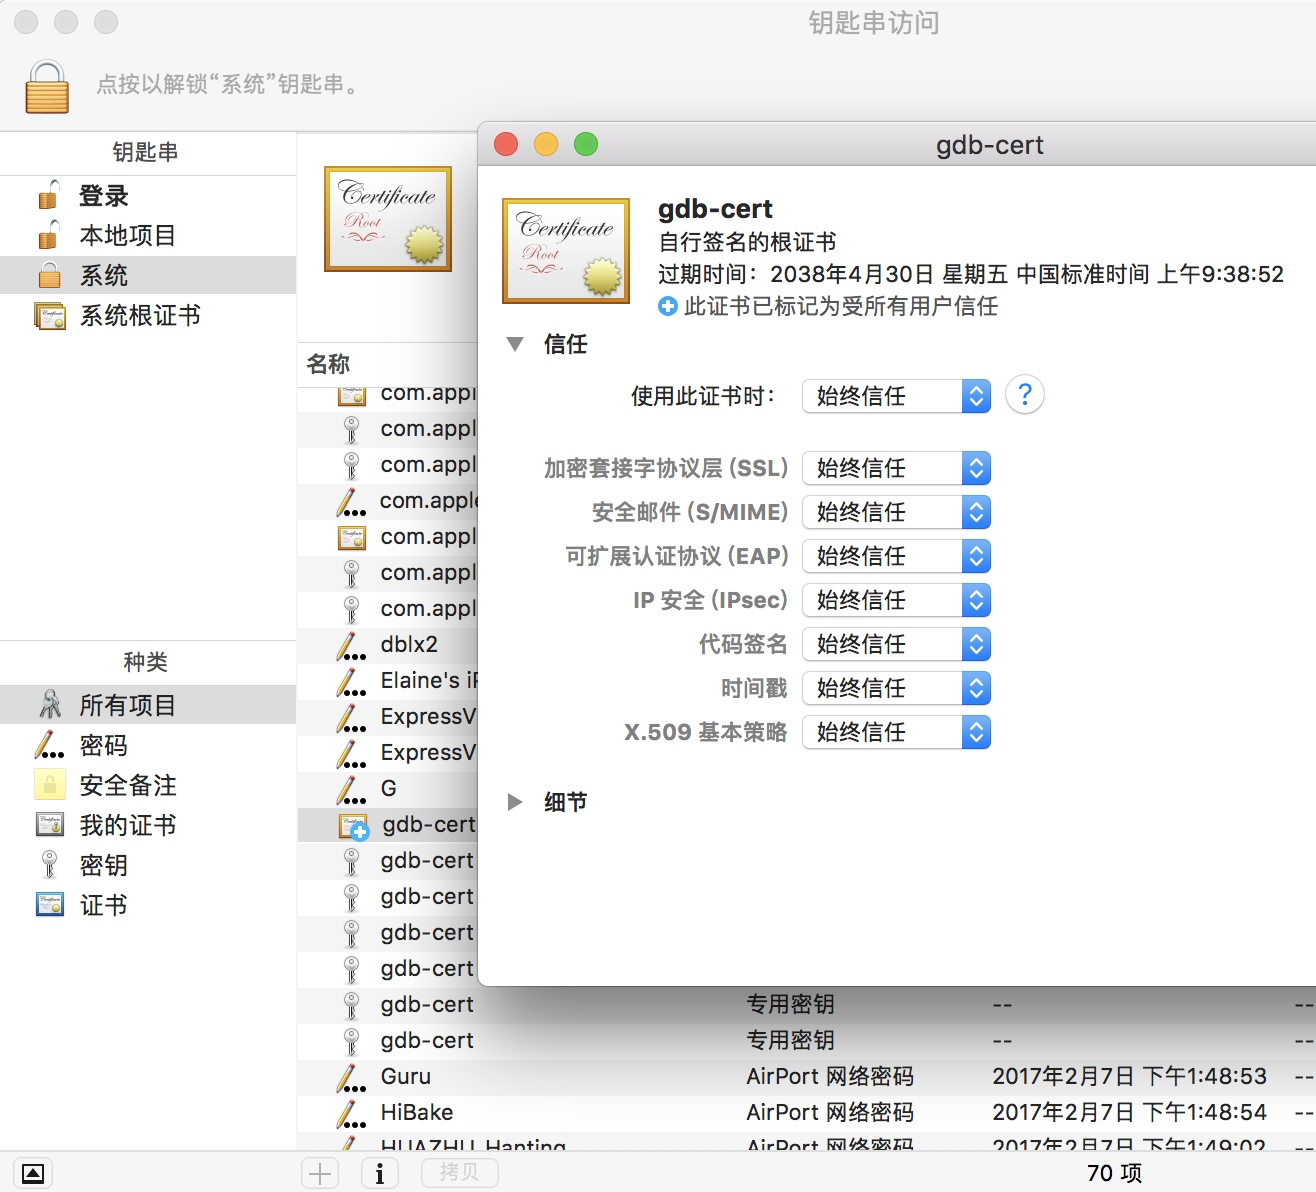 钥匙串访问
点按以解锁“系统”钥匙串。
钥匙串
登录
本地项目
系统
系统根证书
种类
所有项目
密码
安全备注
我的证书
密钥
证书
Certificate
Root
名称
com.appl
com.appl
com.appl
com.apple
com.appl
com.appl
com.appl
dblx2
Elaine's iP
ExpressV
ExpressV
G
gdb-cert
gdb-cert
gdb-cert
gdb-cert
gdb-cert
gdb-cert 专用密钥 -- --
gdb-cert 专用密钥 -- --
Guru AirPort 网络密码 2017年2月7日 下午1:48:53 --
HiBake AirPort 网络密码 2017年2月7日 下午1:48:54 --
HUAZHU_Hanting AirPort 网络密码 2017年2月7日 下午1:49:02 --
拷贝
70 项
gdb-cert
Certificate
Root
gdb-cert
自行签名的根证书
过期时间：2038年4月30日 星期五 中国标准时间 上午9:38:52
此证书已标记为受所有用户信任
信任
使用此证书时： 始终信任 ?
加密套接字协议层 (SSL) 始终信任
安全邮件 (S/MIME) 始终信任
可扩展认证协议 (EAP) 始终信任
IP 安全 (IPsec) 始终信任
代码签名 始终信任
时间戳 始终信任
X.509 基本策略 始终信任
细节